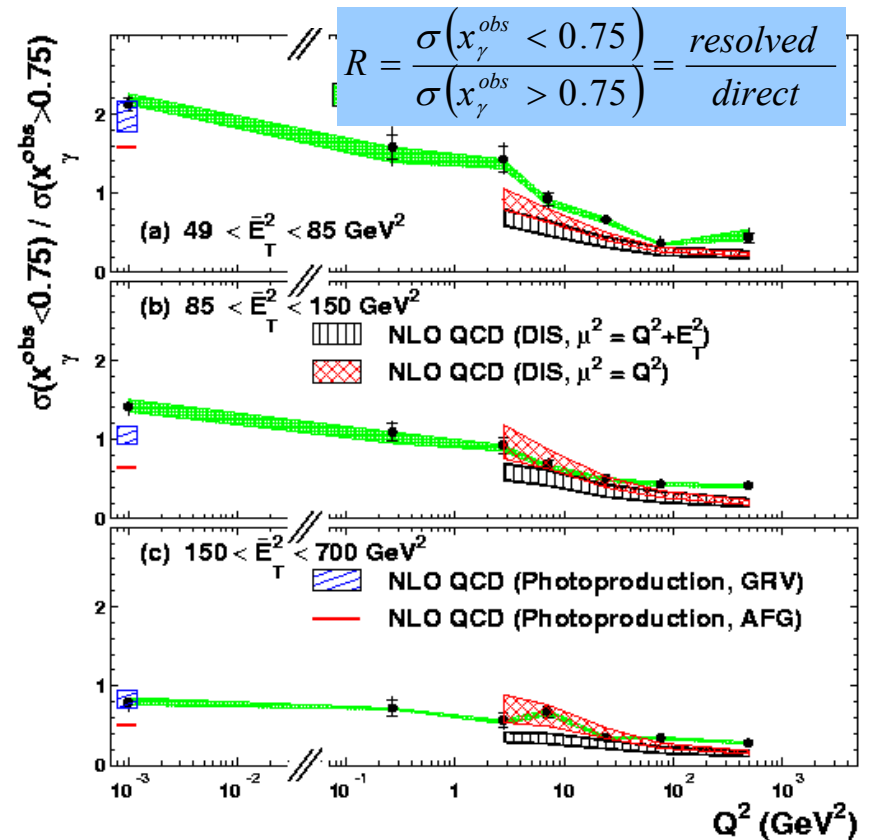 R = σ(x_γ^obs < 0.75) / σ(x_γ^obs > 0.75) = resolved / direct
σ(x^obs_γ<0.75) / σ(x^obs_γ>0.75)
2
1
0
(a) 49 < Ē_T^2 < 85 GeV^2
(b) 85 < Ē_T^2 < 150 GeV^2
NLO QCD (DIS, μ^2 = Q^2+E_T^2)
NLO QCD (DIS, μ^2 = Q^2)
2
1
0
(c) 150 < Ē_T^2 < 700 GeV^2
NLO QCD (Photoproduction, GRV)
NLO QCD (Photoproduction, AFG)
2
1
0
10^-3 10^-2 10^-1 1 10 10^2 10^3
Q^2 (GeV^2)